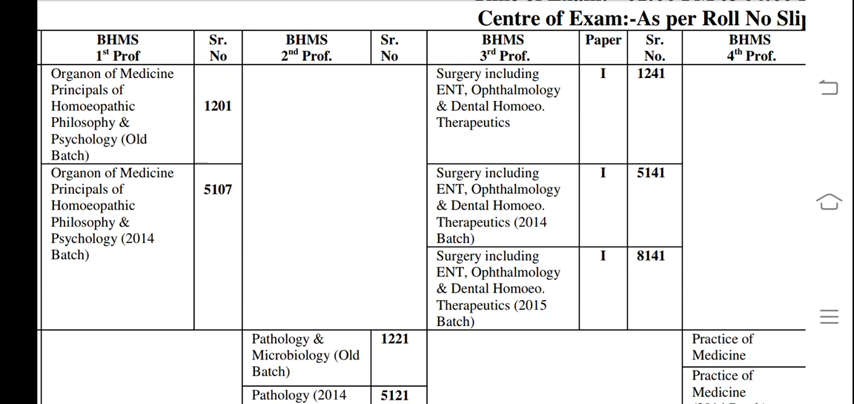 Centre of Exam:-As per Roll No Slip
BHMS
1st Prof
Sr.
No
BHMS
2nd Prof.
Sr.
No
BHMS
3rd Prof.
Paper
Sr.
No.
BHMS
4th Prof.
Organon of Medicine
Principals of
Homoeopathic
Philosophy &
Psychology (Old
Batch)
1201
Surgery including
ENT, Ophthalmology
& Dental Homoeo.
Therapeutics
I
1241
Organon of Medicine
Principals of
Homoeopathic
Philosophy &
Psychology (2014
Batch)
5107
Surgery including
ENT, Ophthalmology
& Dental Homoeo.
Therapeutics (2014
Batch)
I
5141
Surgery including
ENT, Ophthalmology
& Dental Homoeo.
Therapeutics (2015
Batch)
I
8141
Pathology &
Microbiology (Old
Batch)
1221
Practice of
Medicine
Pathology (2014
5121
Practice of
Medicine